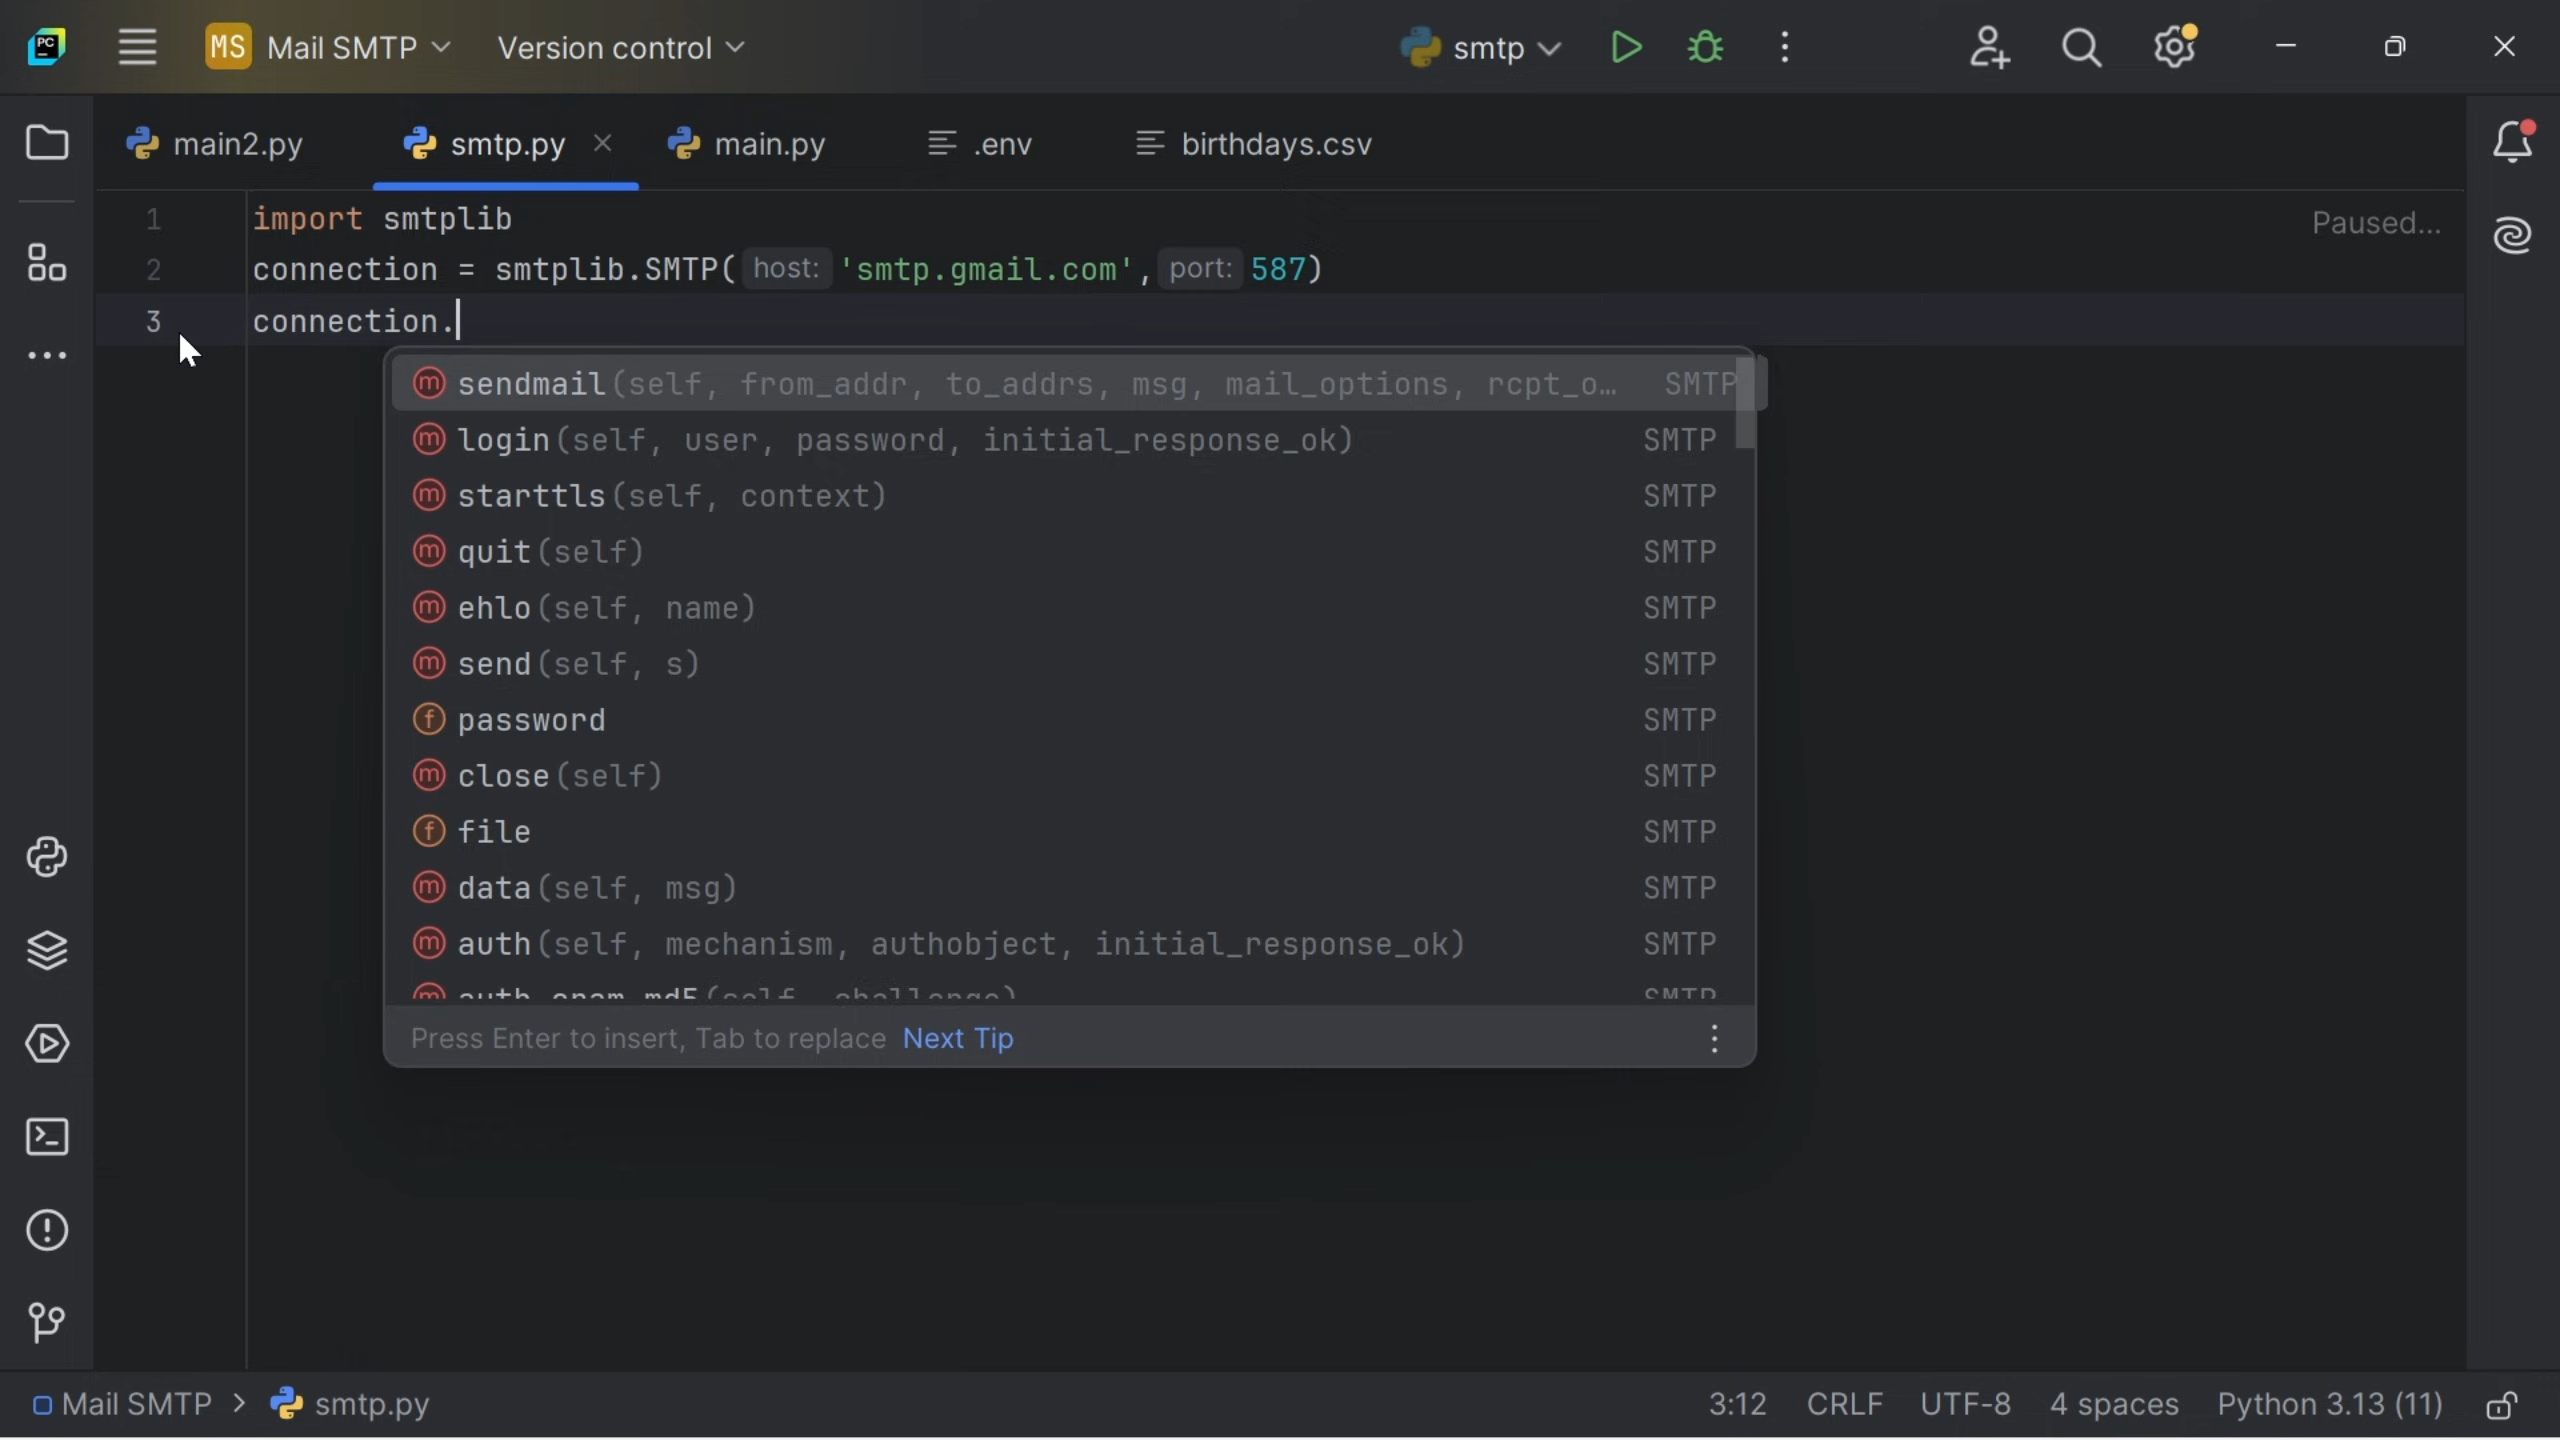 PC MS Mail SMTP Version control smtp
main2.py smtp.py main.py .env birthdays.csv
1 import smtplib Paused...
2 connection = smtplib.SMTP( host: 'smtp.gmail.com', port: 587)
3 connection.
m sendmail(self, from_addr, to_addrs, msg, mail_options, rcpt_o… SMTP
m login(self, user, password, initial_response_ok) SMTP
m starttls(self, context) SMTP
m quit(self) SMTP
m ehlo(self, name) SMTP
m send(self, s) SMTP
f password SMTP
m close(self) SMTP
f file SMTP
m data(self, msg) SMTP
m auth(self, mechanism, authobject, initial_response_ok) SMTP
Press Enter to insert, Tab to replace Next Tip
Mail SMTP > smtp.py 3:12 CRLF UTF-8 4 spaces Python 3.13 (11)